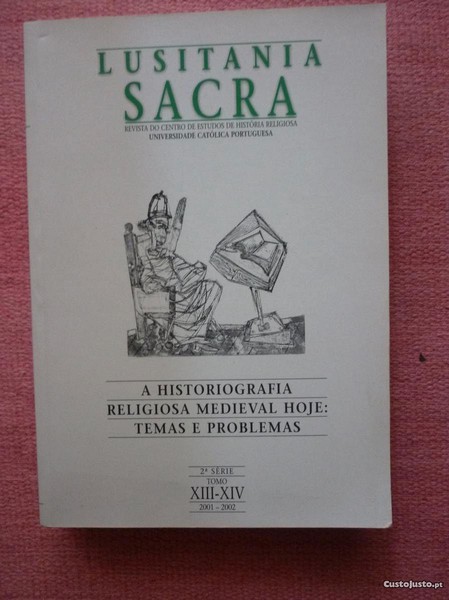 LUSITANIA
SACRA
REVISTA DO CENTRO DE ESTUDOS DE HISTÓRIA RELIGIOSA
UNIVERSIDADE CATÓLICA PORTUGUESA
A HISTORIOGRAFIA
RELIGIOSA MEDIEVAL HOJE:
TEMAS E PROBLEMAS
2ª SÉRIE
TOMO
XIII-XIV
2001 - 2002
CustoJusto.pt